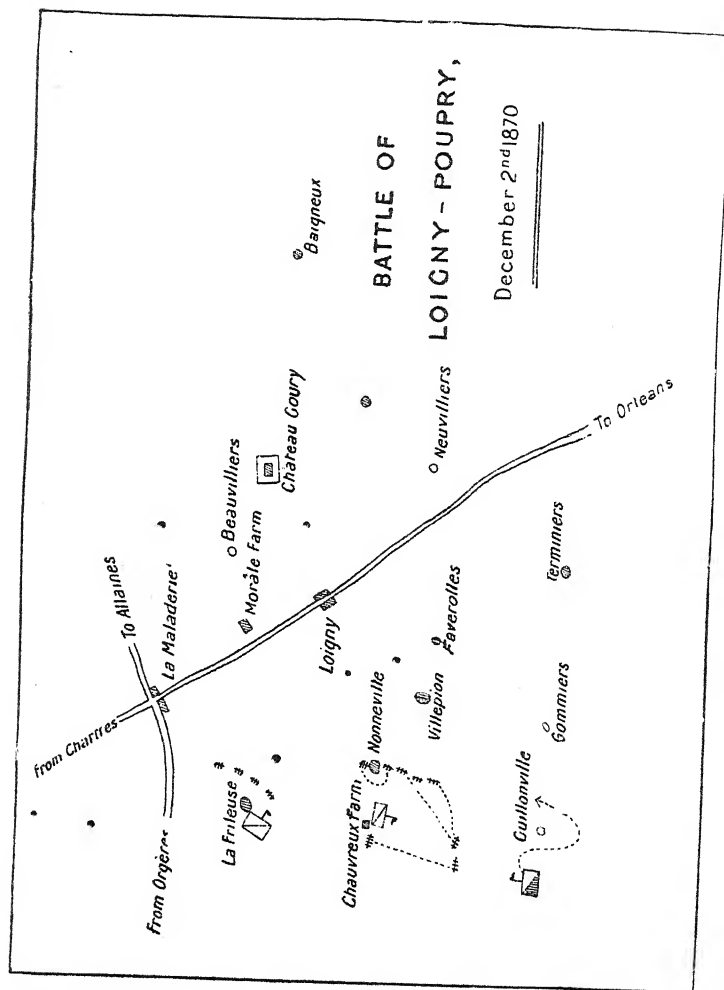 BATTLE OF
LOIGNY-POUPRY,
December 2nd 1870
From Chartres
To Allaines
La Maladerie
From Orgères
Beauvilliers
Morâle Farm
Château Goury
Baigneux
La Frileuse
Loigny
Chauvreux Farm
Nonneville
Villepion
Faverolles
Neuvilliers
To Orleans
Guillonville
Gommiers
Terminiers